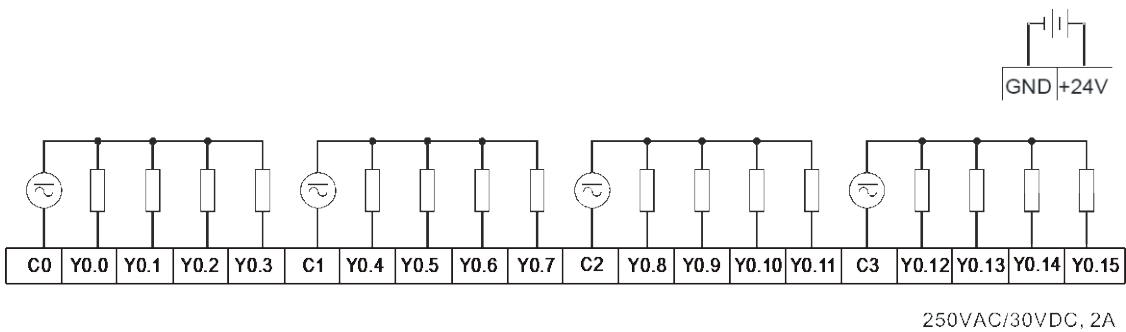 GND +24V
C0 Y0.0 Y0.1 Y0.2 Y0.3 C1 Y0.4 Y0.5 Y0.6 Y0.7 C2 Y0.8 Y0.9 Y0.10 Y0.11 C3 Y0.12 Y0.13 Y0.14 Y0.15
250VAC/30VDC, 2A